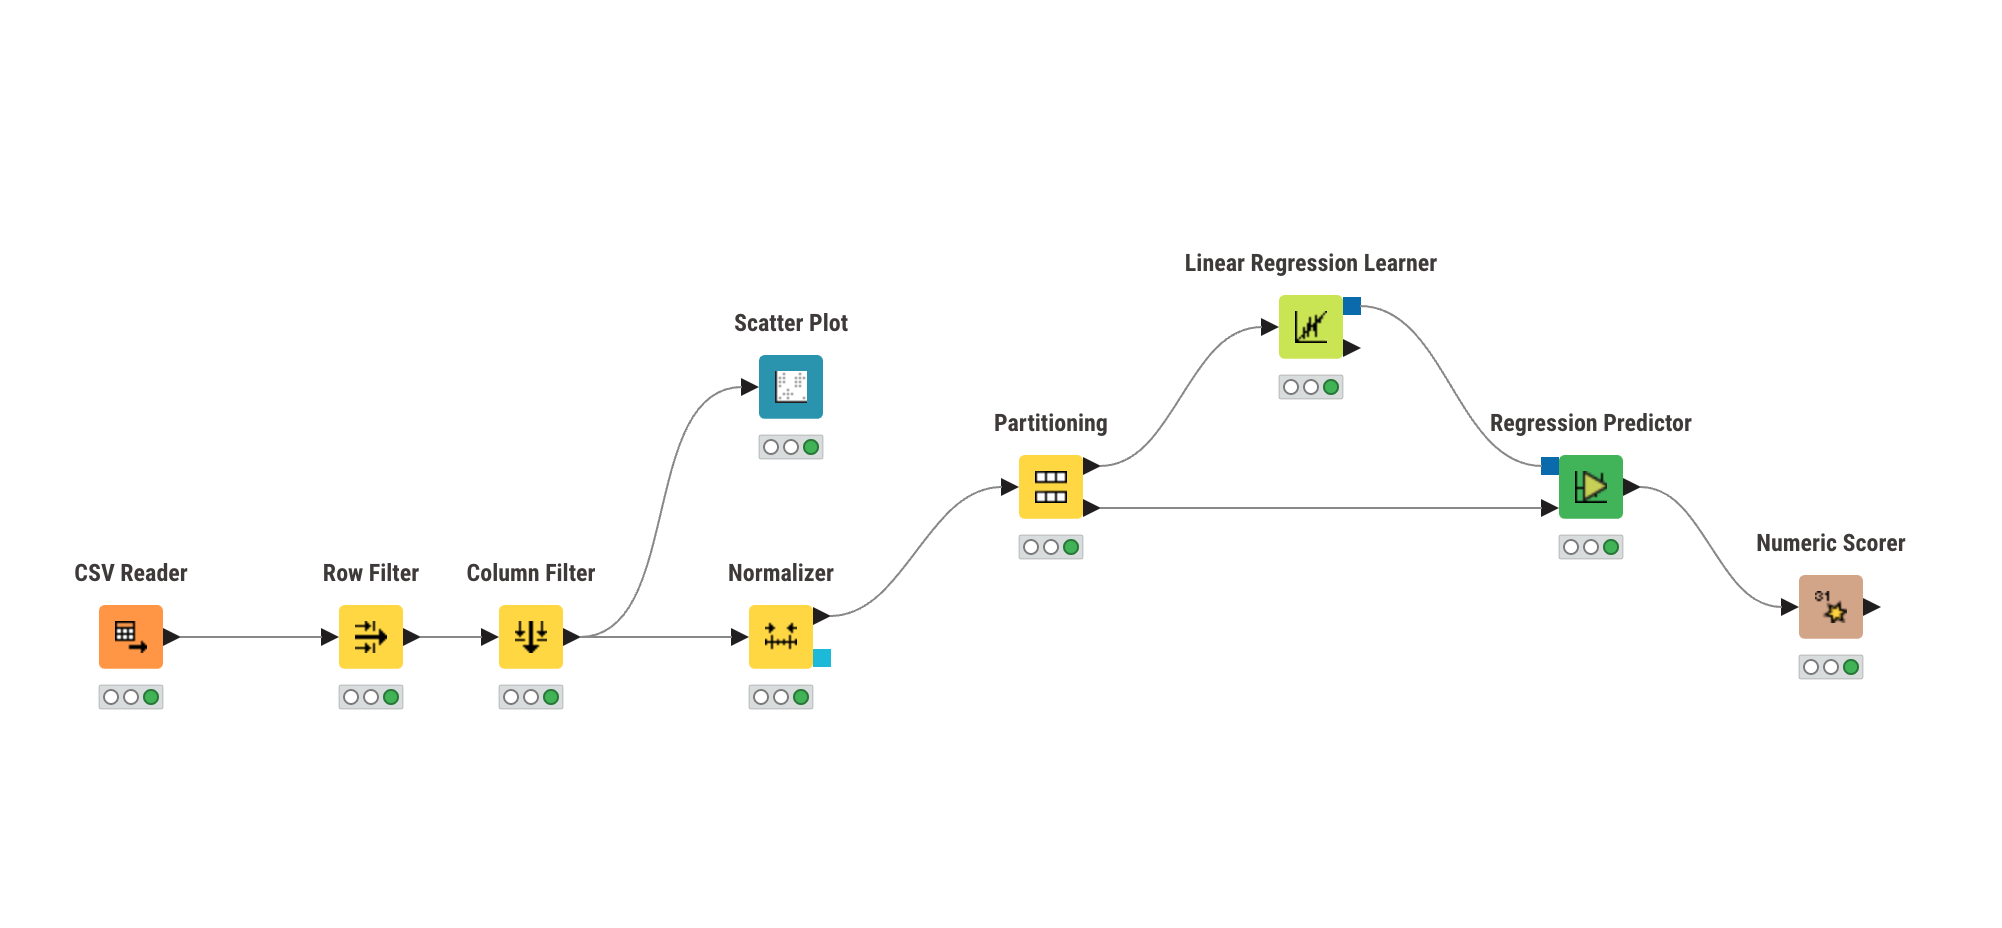 Linear Regression Learner
Scatter Plot
Partitioning
Regression Predictor
Numeric Scorer
CSV Reader
Row Filter
Column Filter
Normalizer